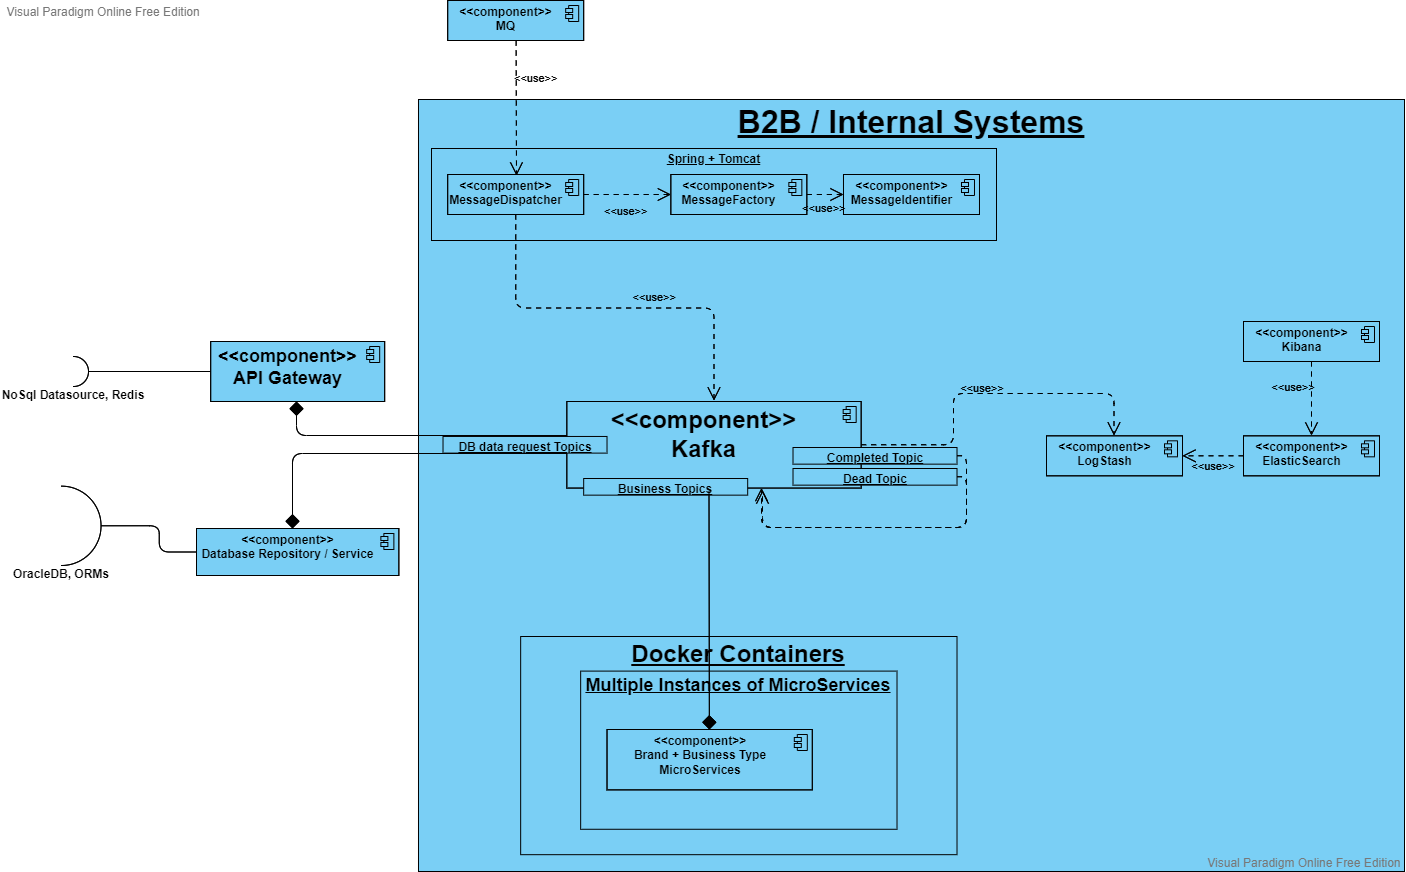 Visual Paradigm Online Free Edition
<<component>>
MQ
<<use>>
B2B / Internal Systems
Spring + Tomcat
<<component>>
MessageDispatcher
<<use>>
<<component>>
MessageFactory
<<use>>
<<component>>
MessageIdentifier
<<use>>
<<component>>
API Gateway
NoSql Datasource, Redis
<<component>>
Kibana
<<use>>
<<use>>
<<component>>
Kafka
DB data request Topics
Completed Topic
Dead Topic
Business Topics
<<component>>
LogStash
<<use>>
<<component>>
ElasticSearch
<<component>>
Database Repository / Service
OracleDB, ORMs
Docker Containers
Multiple Instances of MicroServices
<<component>>
Brand + Business Type
MicroServices
Visual Paradigm Online Free Edition